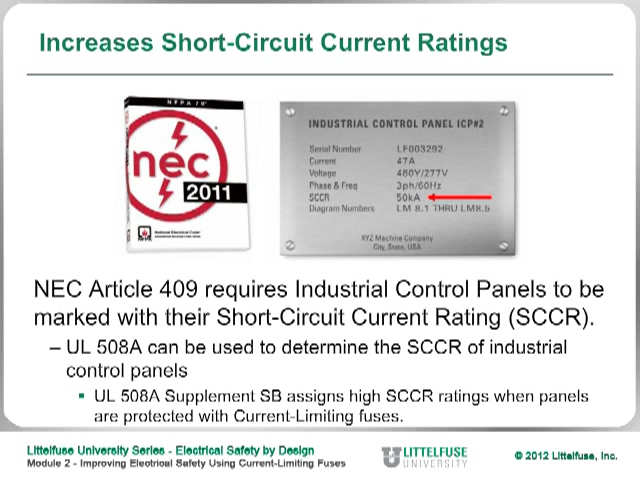 Increases Short-Circuit Current Ratings
NFPA 70
nec
2011
INDUSTRIAL CONTROL PANEL ICP#2
Serial Number LF003292
Current 47A
Voltage 480Y/277V
Phase & Freq 3ph/60Hz
SCCR 50kA
Diagram Numbers LM 8.1 THRU LM8.5
XYZ Machine Company
City, State, USA
NEC Article 409 requires Industrial Control Panels to be
marked with their Short-Circuit Current Rating (SCCR).
– UL 508A can be used to determine the SCCR of industrial
control panels
▪ UL 508A Supplement SB assigns high SCCR ratings when panels
are protected with Current-Limiting fuses.
Littelfuse University Series - Electrical Safety by Design
Module 2 - Improving Electrical Safety Using Current-Limiting Fuses
LITTELFUSE
UNIVERSITY
© 2012 Littelfuse, Inc.